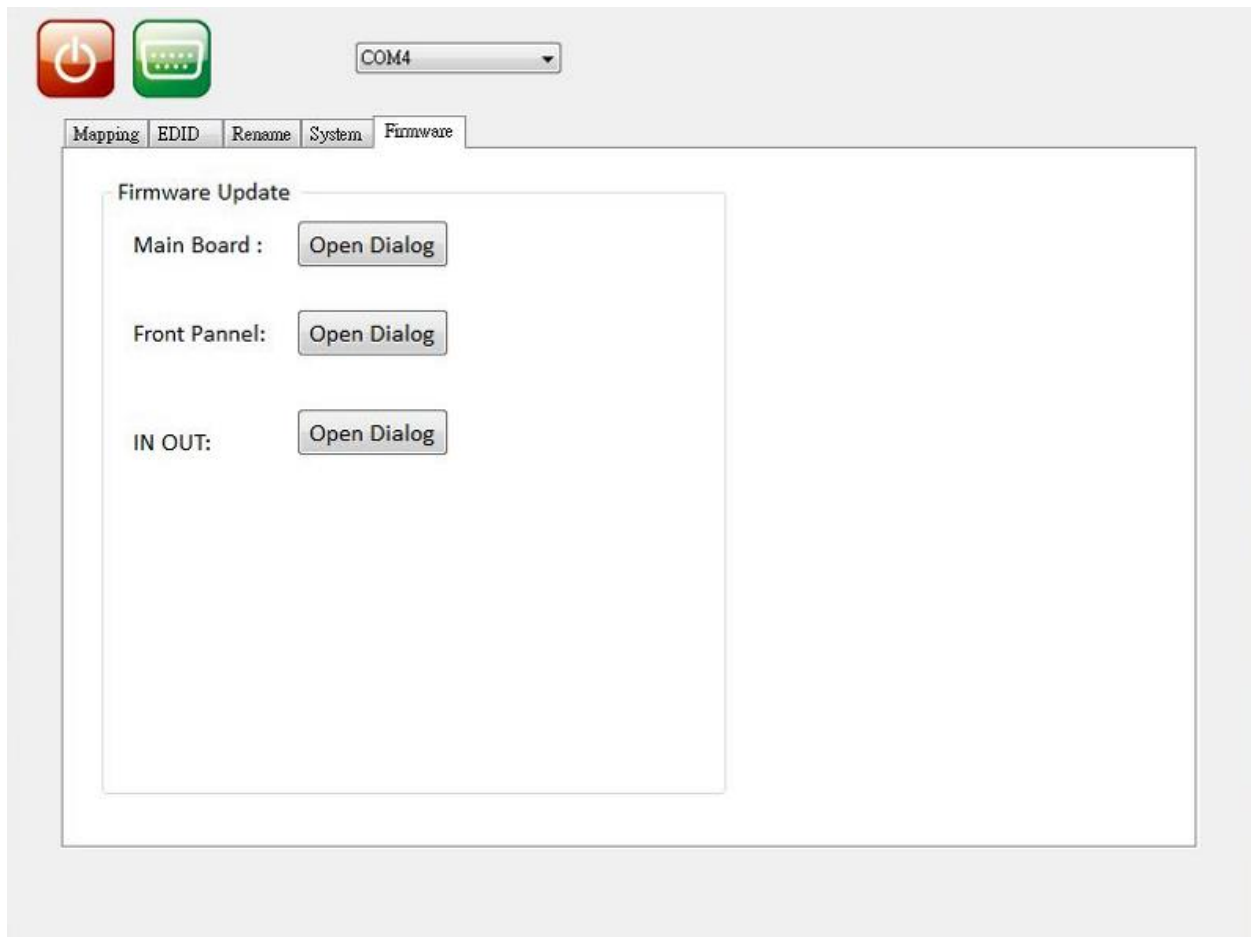 COM4
Mapping EDID Rename System Firmware
Firmware Update
Main Board : Open Dialog
Front Pannel: Open Dialog
IN OUT: Open Dialog